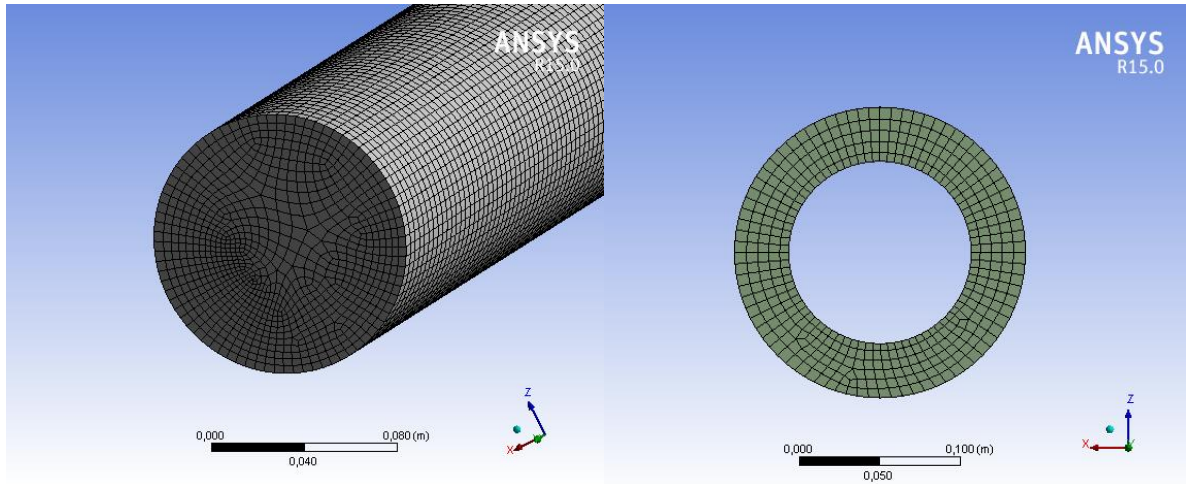 ANSYS
R15.0
Z
X
0,000
0,080 (m)
0,040
ANSYS
R15.0
Z
X
Y
0,000
0,100 (m)
0,050